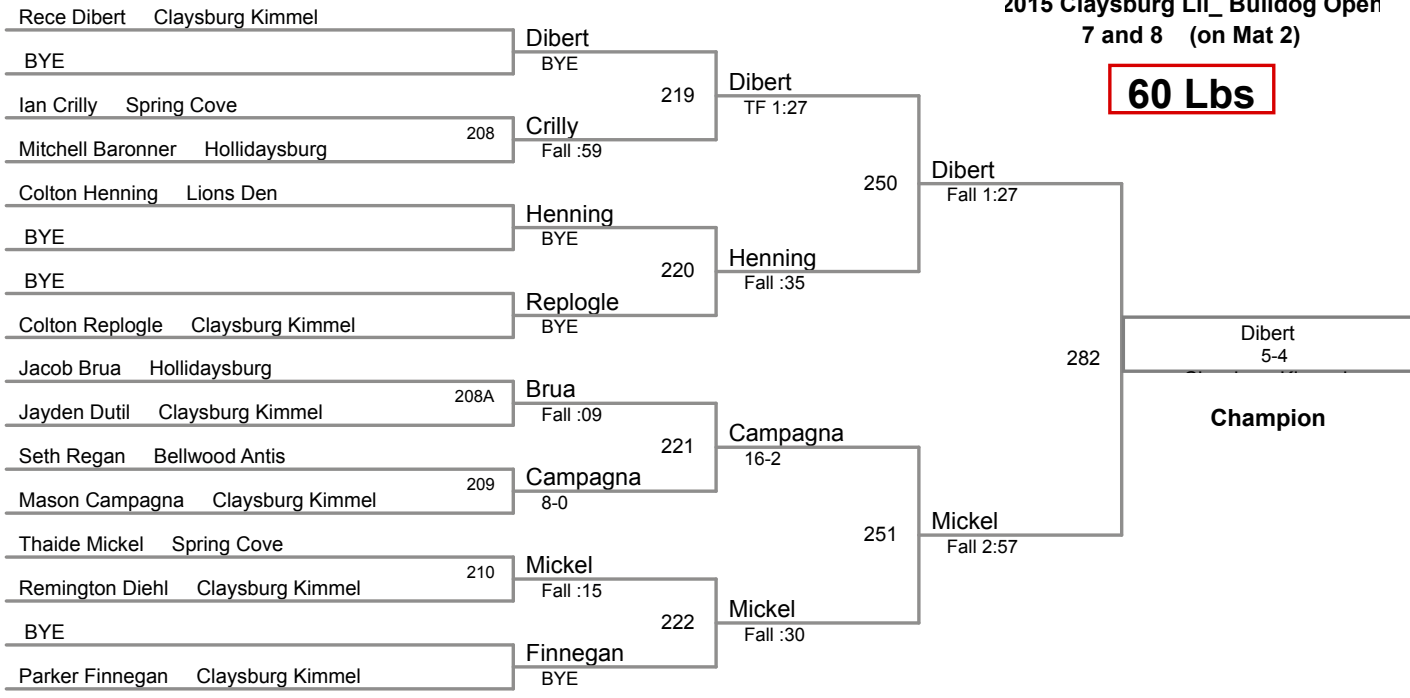 2015 Claysburg Lil_ Bulldog Open
7 and 8 (on Mat 2)
60 Lbs
Rece Dibert Claysburg Kimmel
BYE
Ian Crilly Spring Cove
208
Mitchell Baronner Hollidaysburg
Colton Henning Lions Den
BYE
BYE
Colton Replogle Claysburg Kimmel
Jacob Brua Hollidaysburg
208A
Jayden Dutil Claysburg Kimmel
Seth Regan Bellwood Antis
209
Mason Campagna Claysburg Kimmel
Thaide Mickel Spring Cove
210
Remington Diehl Claysburg Kimmel
BYE
Parker Finnegan Claysburg Kimmel
Dibert
BYE
219
Crilly
Fall :59
Henning
BYE
220
Replogle
BYE
Brua
Fall :09
221
Campagna
8-0
Mickel
Fall :15
222
Finnegan
BYE
Dibert
TF 1:27
250
Henning
Fall :35
Campagna
16-2
251
Mickel
Fall :30
Dibert
Fall 1:27
282
Mickel
Fall 2:57
Dibert
5-4
Champion